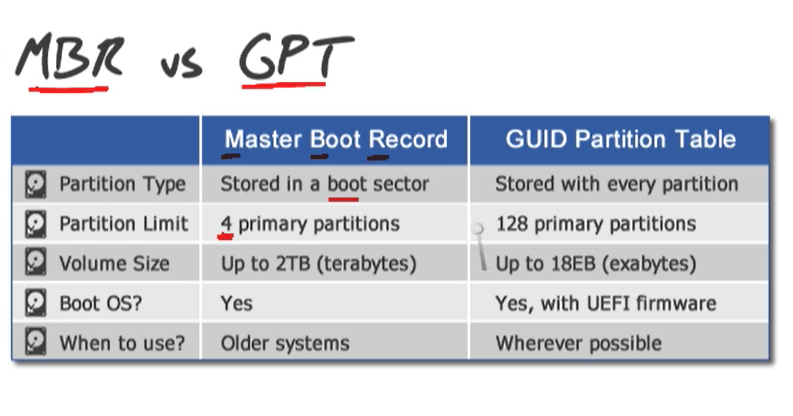 MBR vs GPT
Master Boot Record GUID Partition Table
Partition Type Stored in a boot sector Stored with every partition
Partition Limit 4 primary partitions 128 primary partitions
Volume Size Up to 2TB (terabytes) Up to 18EB (exabytes)
Boot OS? Yes Yes, with UEFI firmware
When to use? Older systems Wherever possible